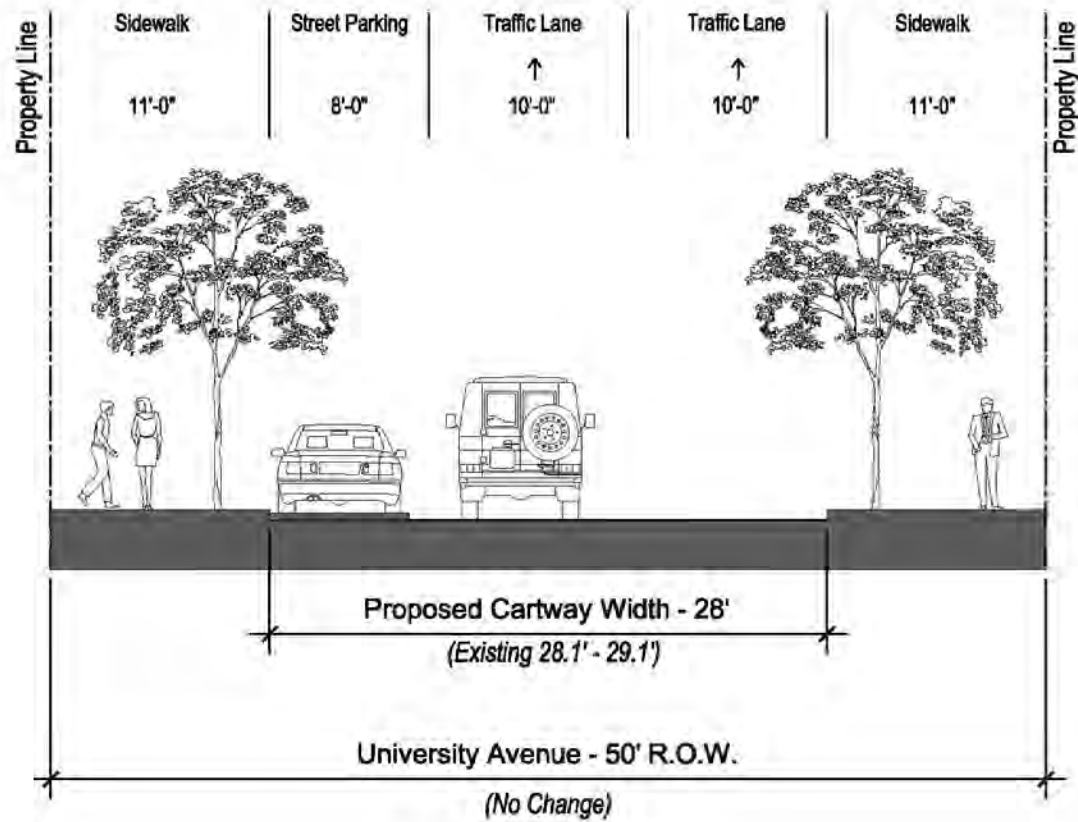 Property Line
Sidewalk
Street Parking
Traffic Lane
Traffic Lane
Sidewalk
Property Line
↑
↑
11'-0"
8'-0"
10'-0"
10'-0"
11'-0"
Proposed Cartway Width - 28'
(Existing 28.1' - 29.1')
University Avenue - 50' R.O.W.
(No Change)